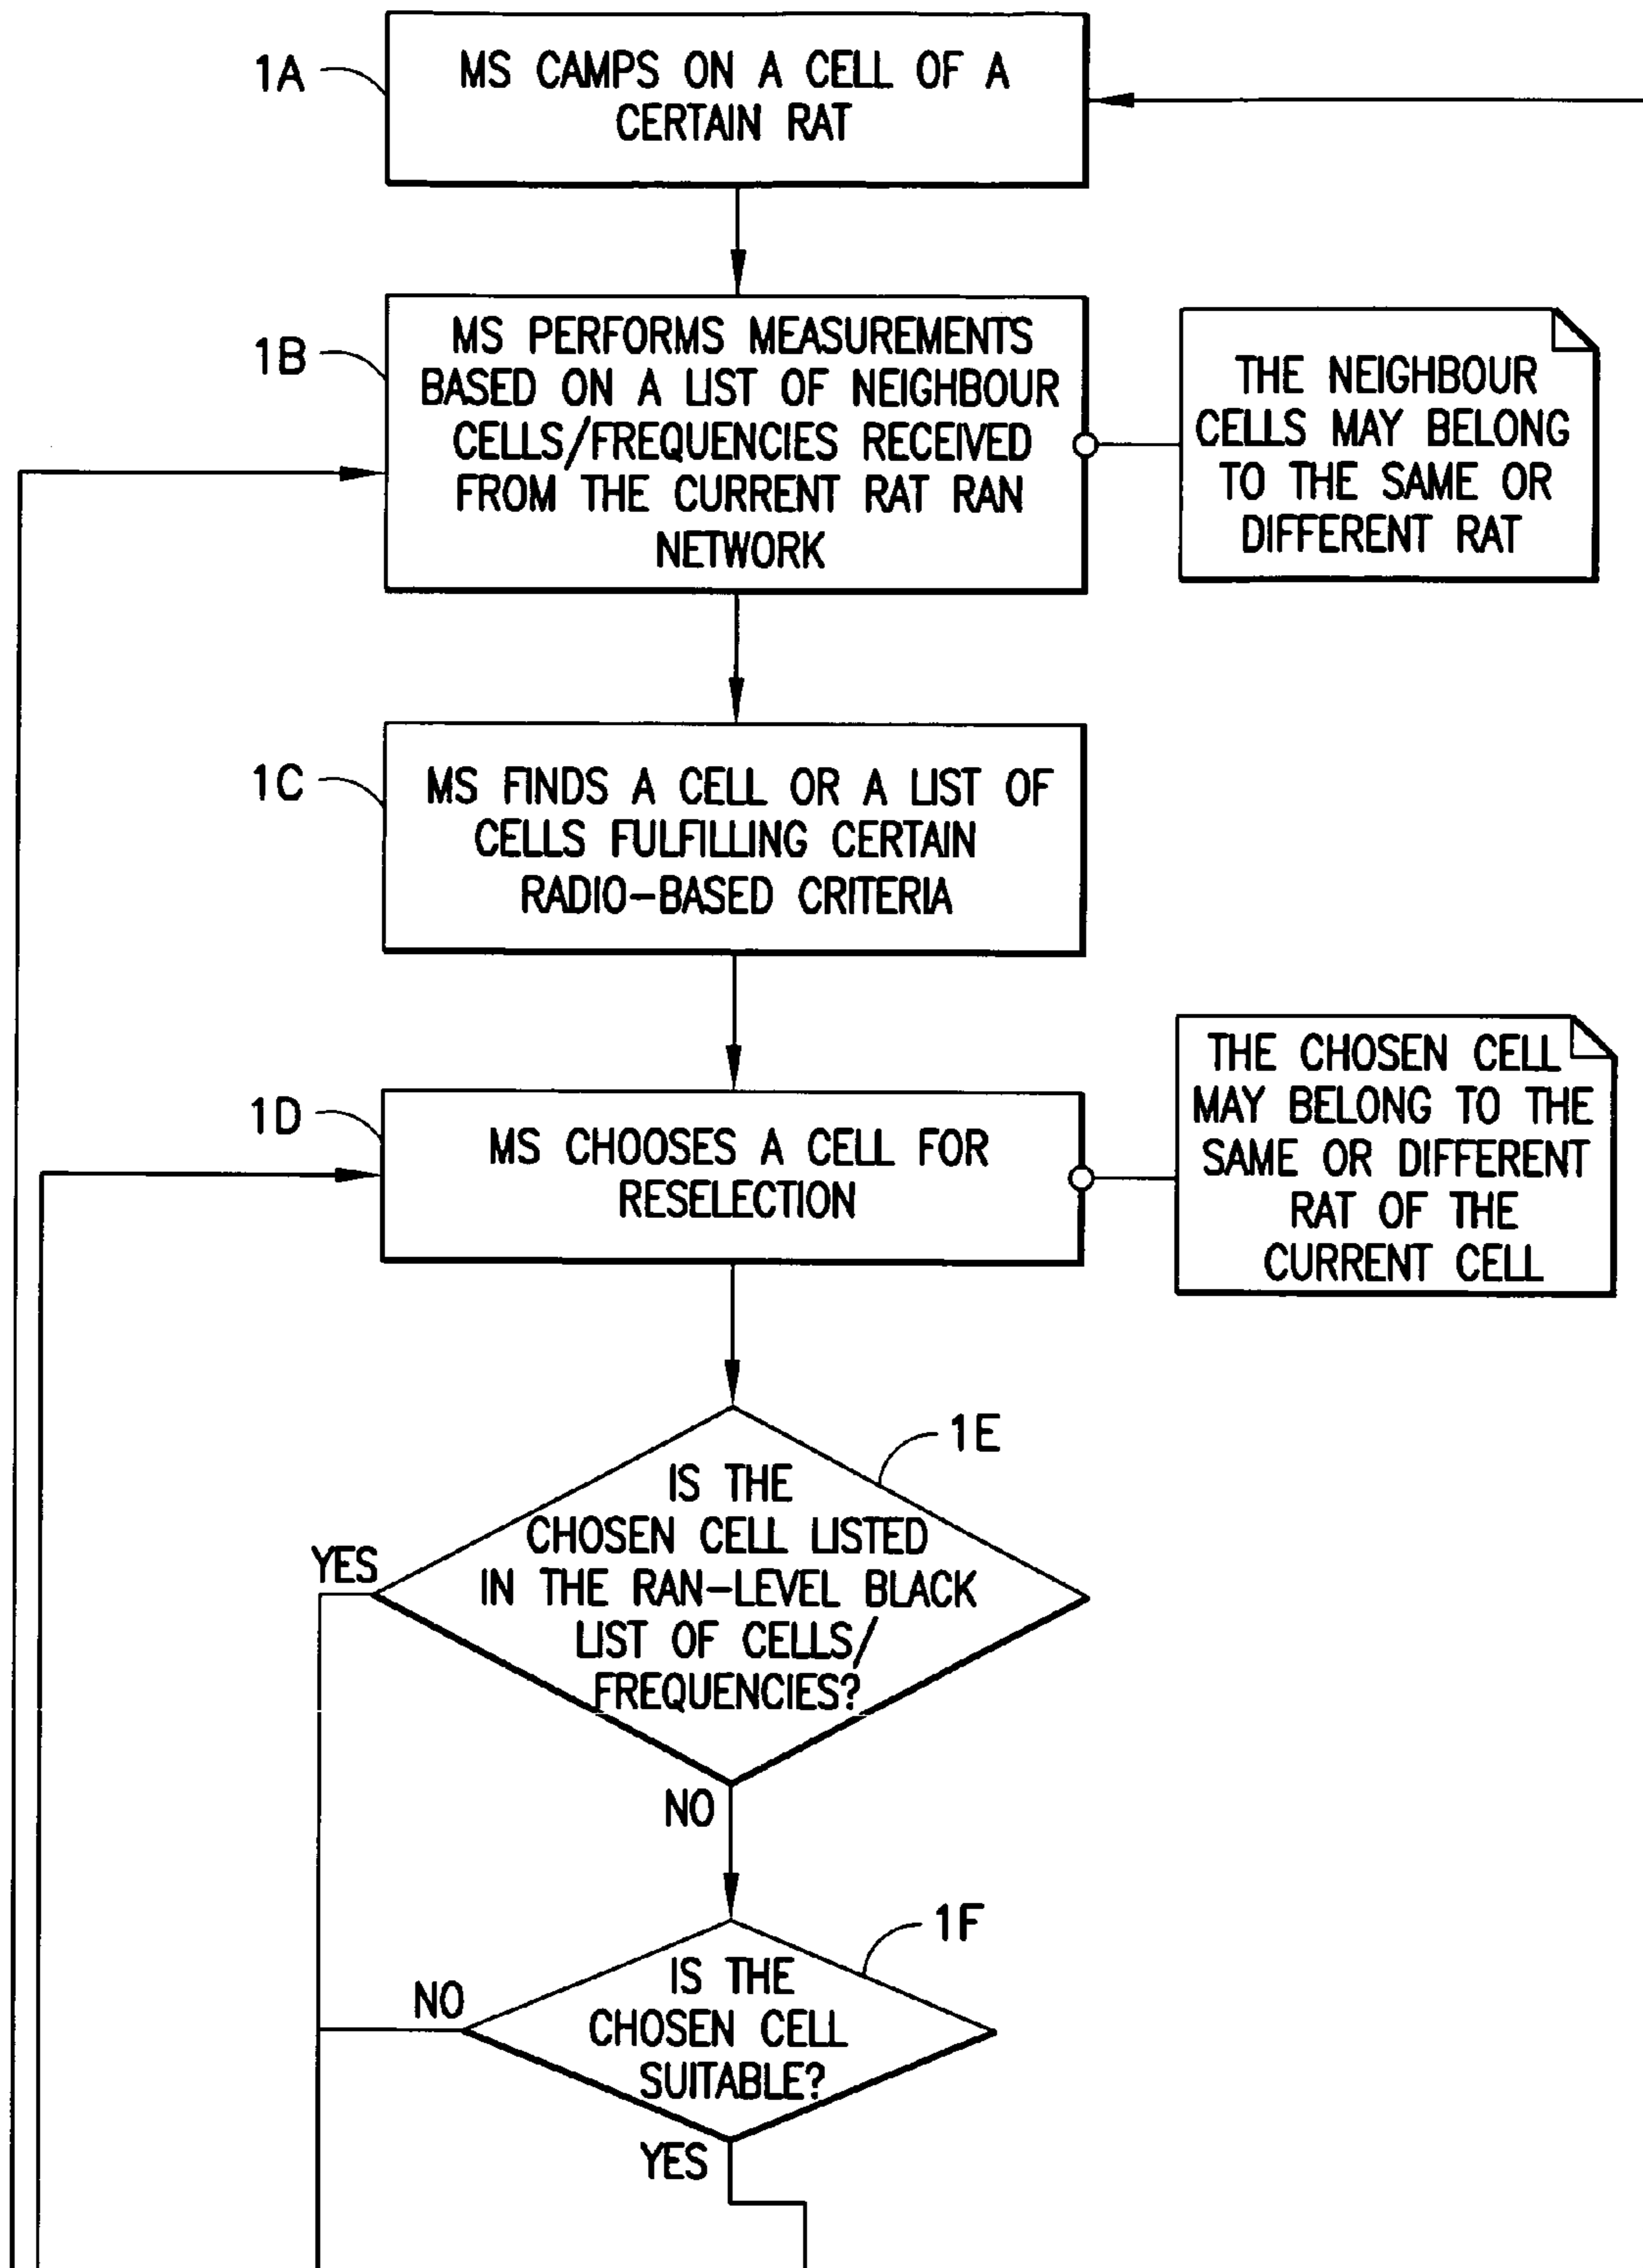 1A
MS CAMPS ON A CELL OF A
CERTAIN RAT
1B
MS PERFORMS MEASUREMENTS
BASED ON A LIST OF NEIGHBOUR
CELLS/FREQUENCIES RECEIVED
FROM THE CURRENT RAT RAN
NETWORK
THE NEIGHBOUR
CELLS MAY BELONG
TO THE SAME OR
DIFFERENT RAT
1C
MS FINDS A CELL OR A LIST OF
CELLS FULFILLING CERTAIN
RADIO-BASED CRITERIA
1D
MS CHOOSES A CELL FOR
RESELECTION
THE CHOSEN CELL
MAY BELONG TO THE
SAME OR DIFFERENT
RAT OF THE
CURRENT CELL
1E
IS THE
CHOSEN CELL LISTED
IN THE RAN-LEVEL BLACK
LIST OF CELLS/
FREQUENCIES?
YES
NO
1F
IS THE
CHOSEN CELL
SUITABLE?
NO
YES